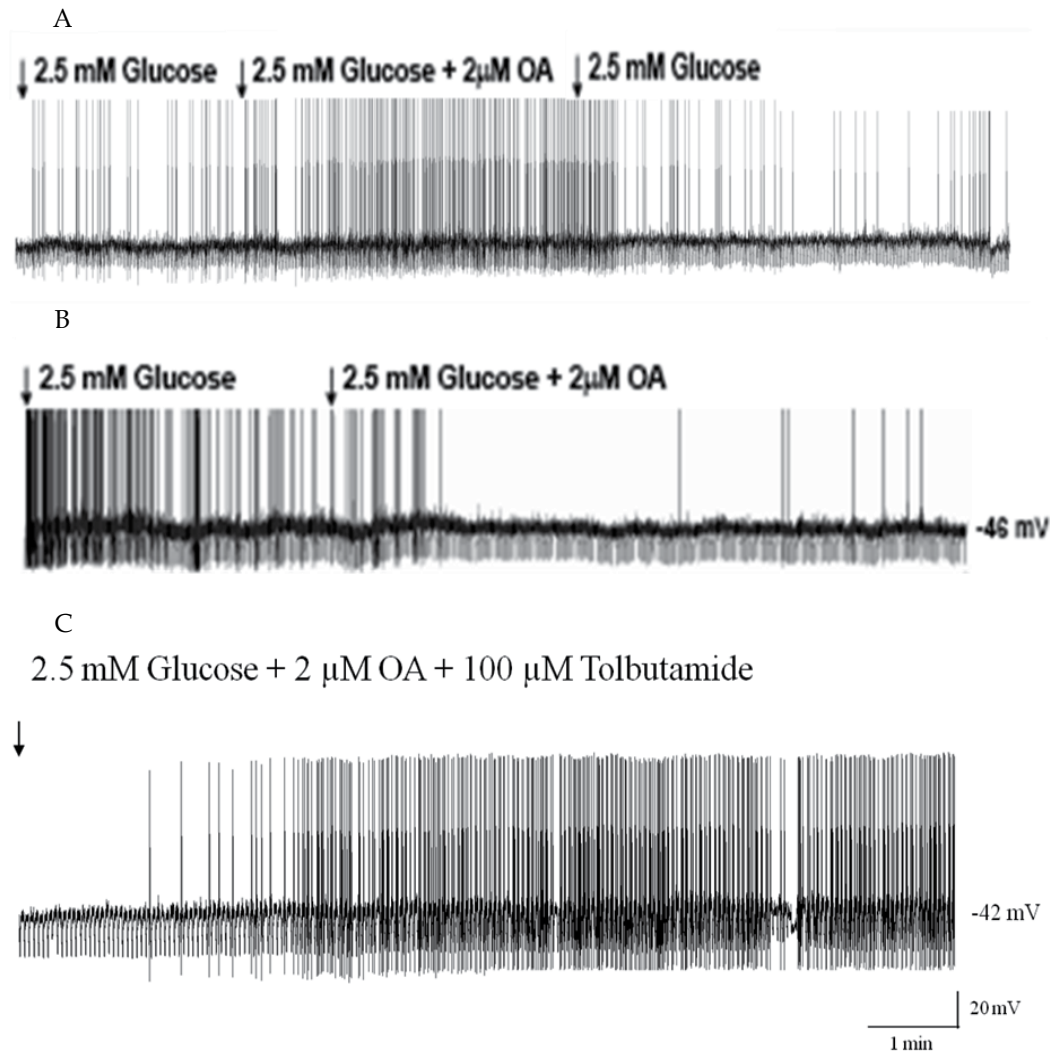 A
2.5 mM Glucose 2.5 mM Glucose + 2μM OA 2.5 mM Glucose
B
2.5 mM Glucose 2.5 mM Glucose + 2μM OA
-46 mV
C
2.5 mM Glucose + 2 μM OA + 100 μM Tolbutamide
-42 mV
20 mV
1 min